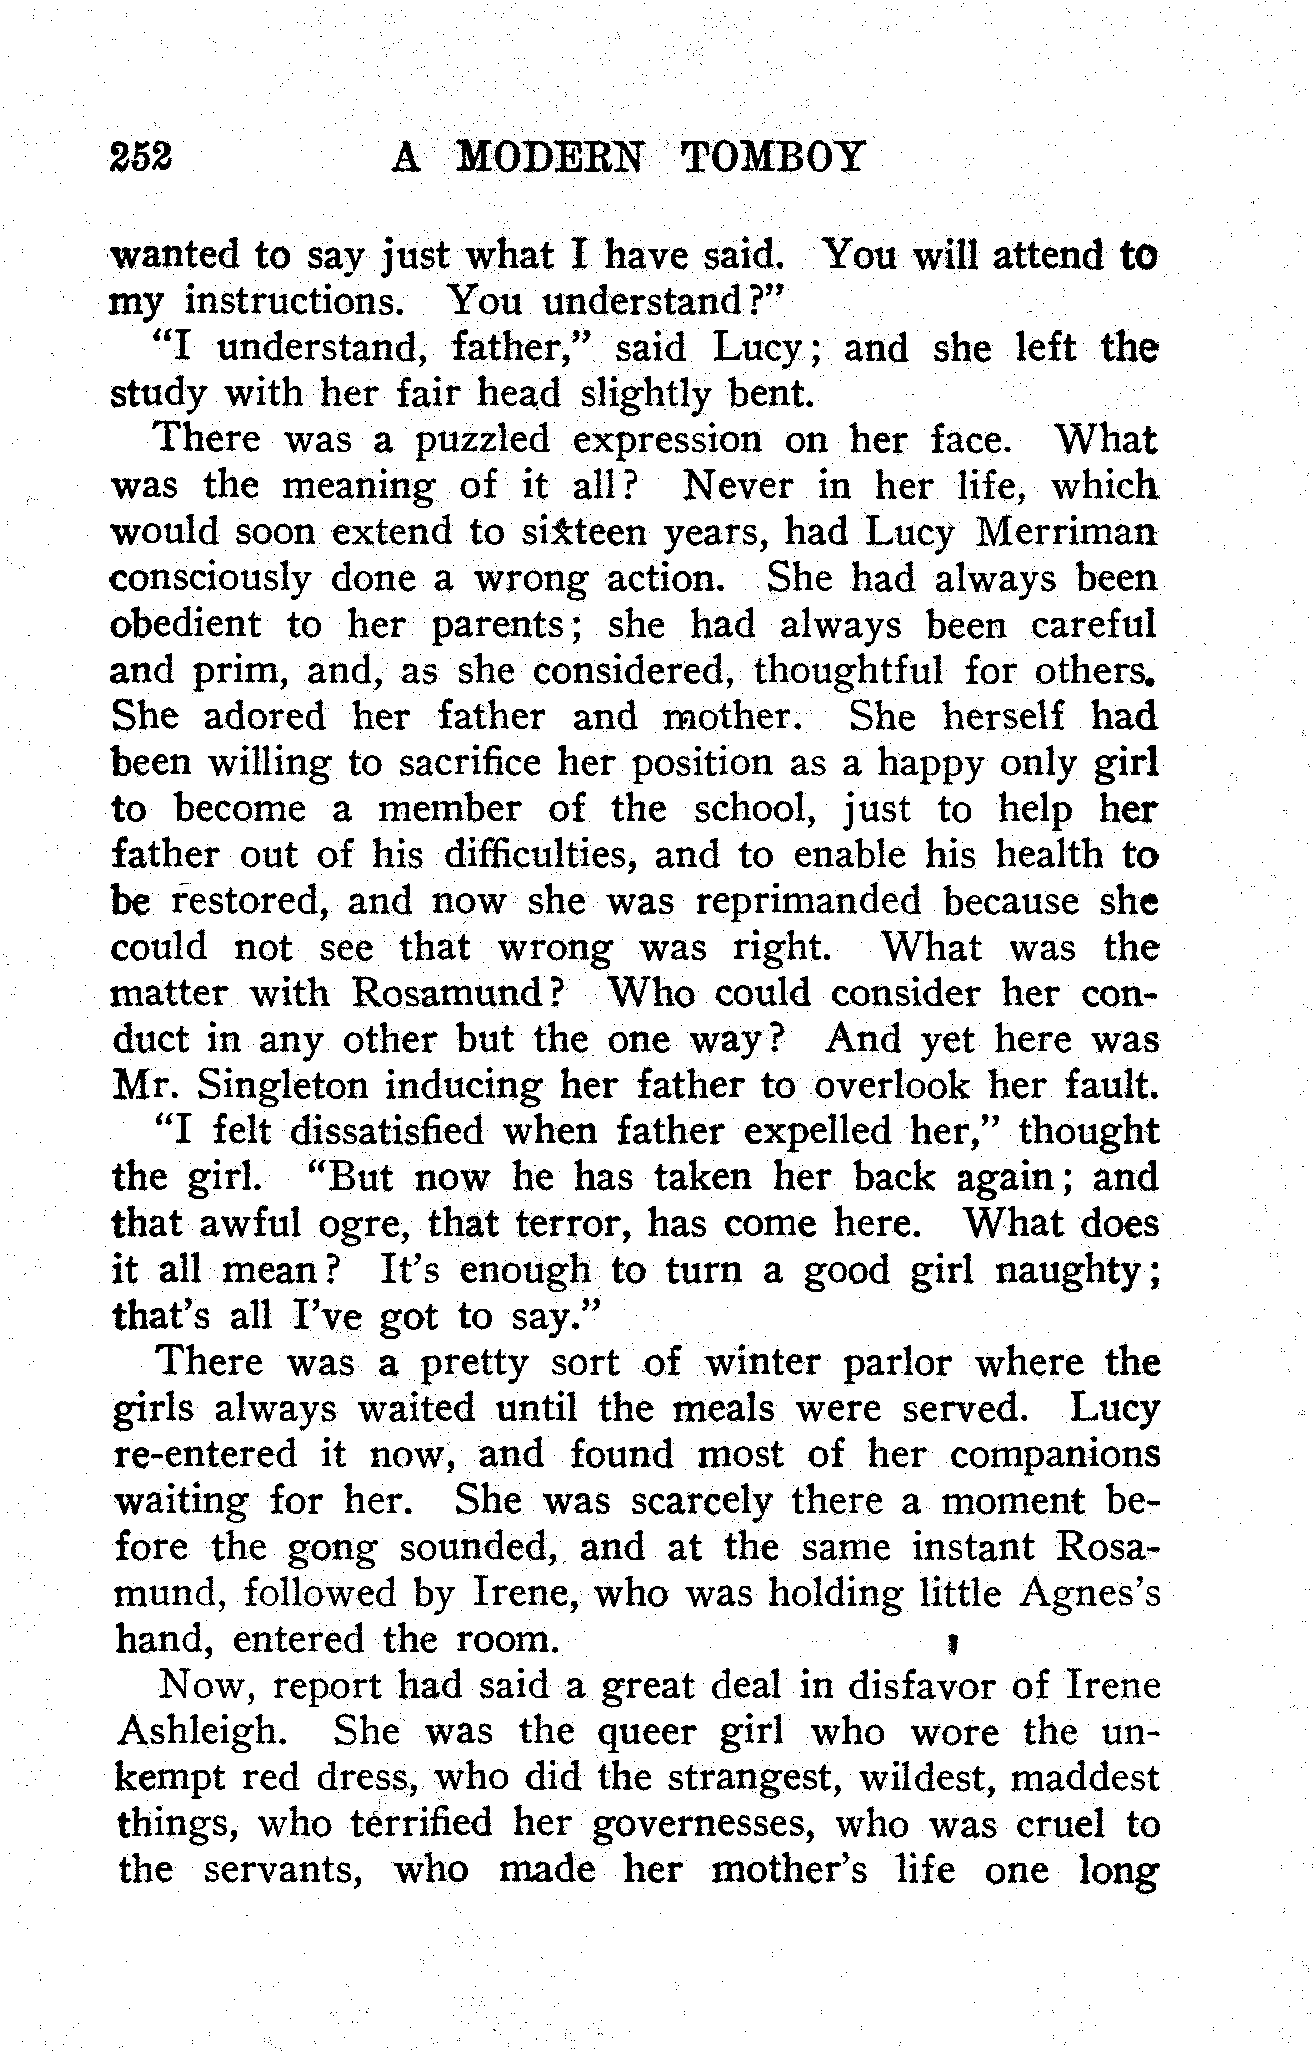 252 A MODERN TOMBOY
wanted to say just what I have said. You will attend to
my instructions. You understand?"
"I understand, father," said Lucy; and she left the
study with her fair head slightly bent.
There was a puzzled expression on her face. What
was the meaning of it all? Never in her life, which
would soon extend to sixteen years, had Lucy Merriman
consciously done a wrong action. She had always been
obedient to her parents; she had always been careful
and prim, and, as she considered, thoughtful for others.
She adored her father and mother. She herself had
been willing to sacrifice her position as a happy only girl
to become a member of the school, just to help her
father out of his difficulties, and to enable his health to
be restored, and now she was reprimanded because she
could not see that wrong was right. What was the
matter with Rosamund? Who could consider her con-
duct in any other but the one way? And yet here was
Mr. Singleton inducing her father to overlook her fault.
"I felt dissatisfied when father expelled her," thought
the girl. "But now he has taken her back again; and
that awful ogre, that terror, has come here. What does
it all mean? It's enough to turn a good girl naughty;
that's all I've got to say."
There was a pretty sort of winter parlor where the
girls always waited until the meals were served. Lucy
re-entered it now, and found most of her companions
waiting for her. She was scarcely there a moment be-
fore the gong sounded, and at the same instant Rosa-
mund, followed by Irene, who was holding little Agnes's
hand, entered the room.
Now, report had said a great deal in disfavor of Irene
Ashleigh. She was the queer girl who wore the un-
kempt red dress, who did the strangest, wildest, maddest
things, who terrified her governesses, who was cruel to
the servants, who made her mother's life one long